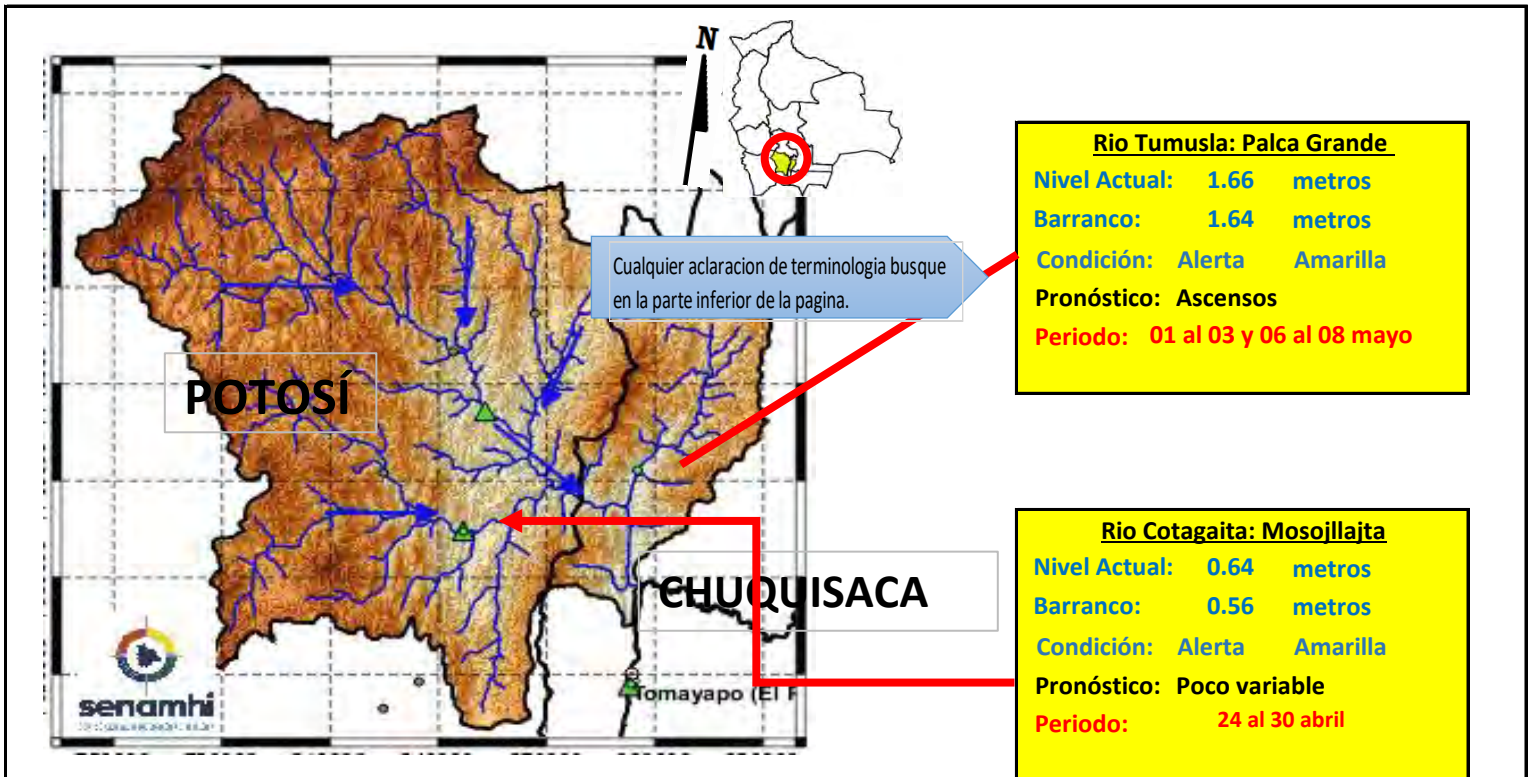 N
Cualquier aclaracion de terminologia busque
en la parte inferior de la pagina.
POTOSÍ
CHUQUISACA
senamhi
Tomayapo (El
Rio Tumusla: Palca Grande
Nivel Actual: 1.66 metros
Barranco: 1.64 metros
Condición: Alerta Amarilla
Pronóstico: Ascensos
Periodo: 01 al 03 y 06 al 08 mayo
Rio Cotagaita: Mosojllajta
Nivel Actual: 0.64 metros
Barranco: 0.56 metros
Condición: Alerta Amarilla
Pronóstico: Poco variable
Periodo: 24 al 30 abril